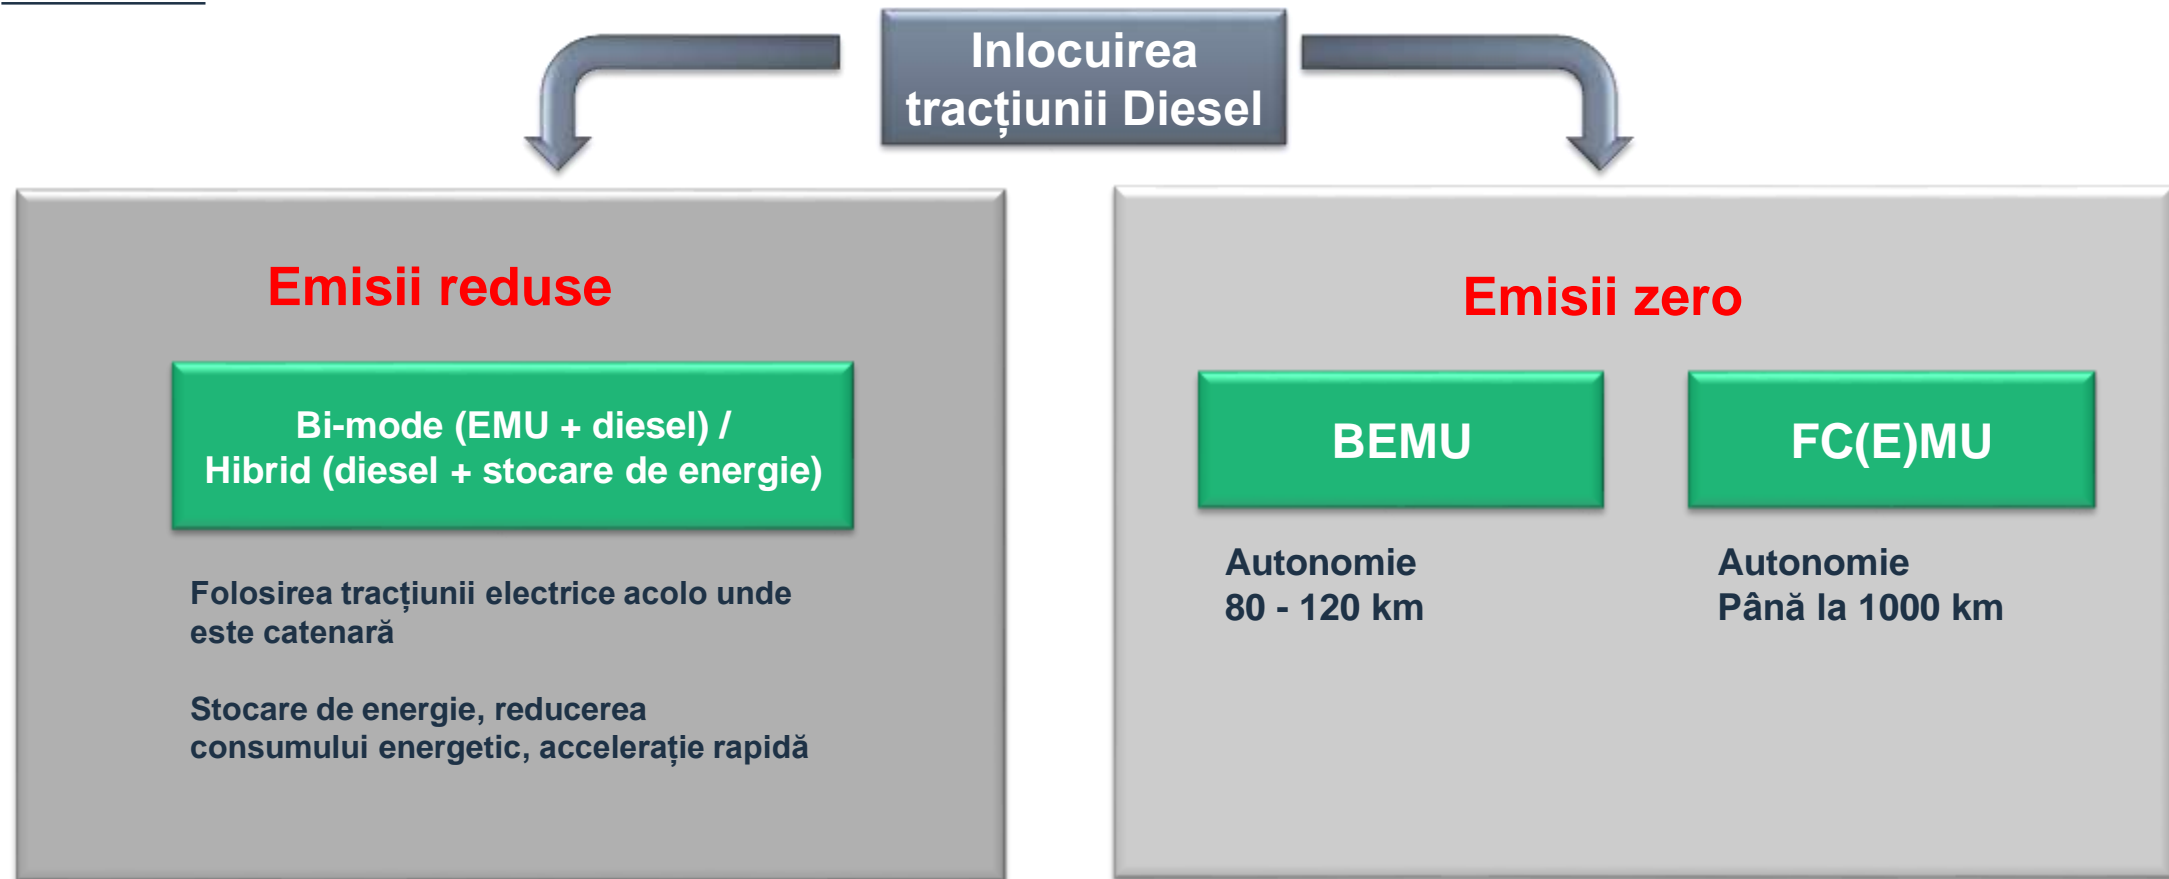 Inlocuirea
tracțiunii Diesel
Emisii reduse
Bi-mode (EMU + diesel) /
Hibrid (diesel + stocare de energie)
Folosirea tracțiunii electrice acolo unde
este catenară
Stocare de energie, reducerea
consumului energetic, accelerație rapidă
Emisii zero
BEMU
Autonomie
80 - 120 km
FC(E)MU
Autonomie
Până la 1000 km